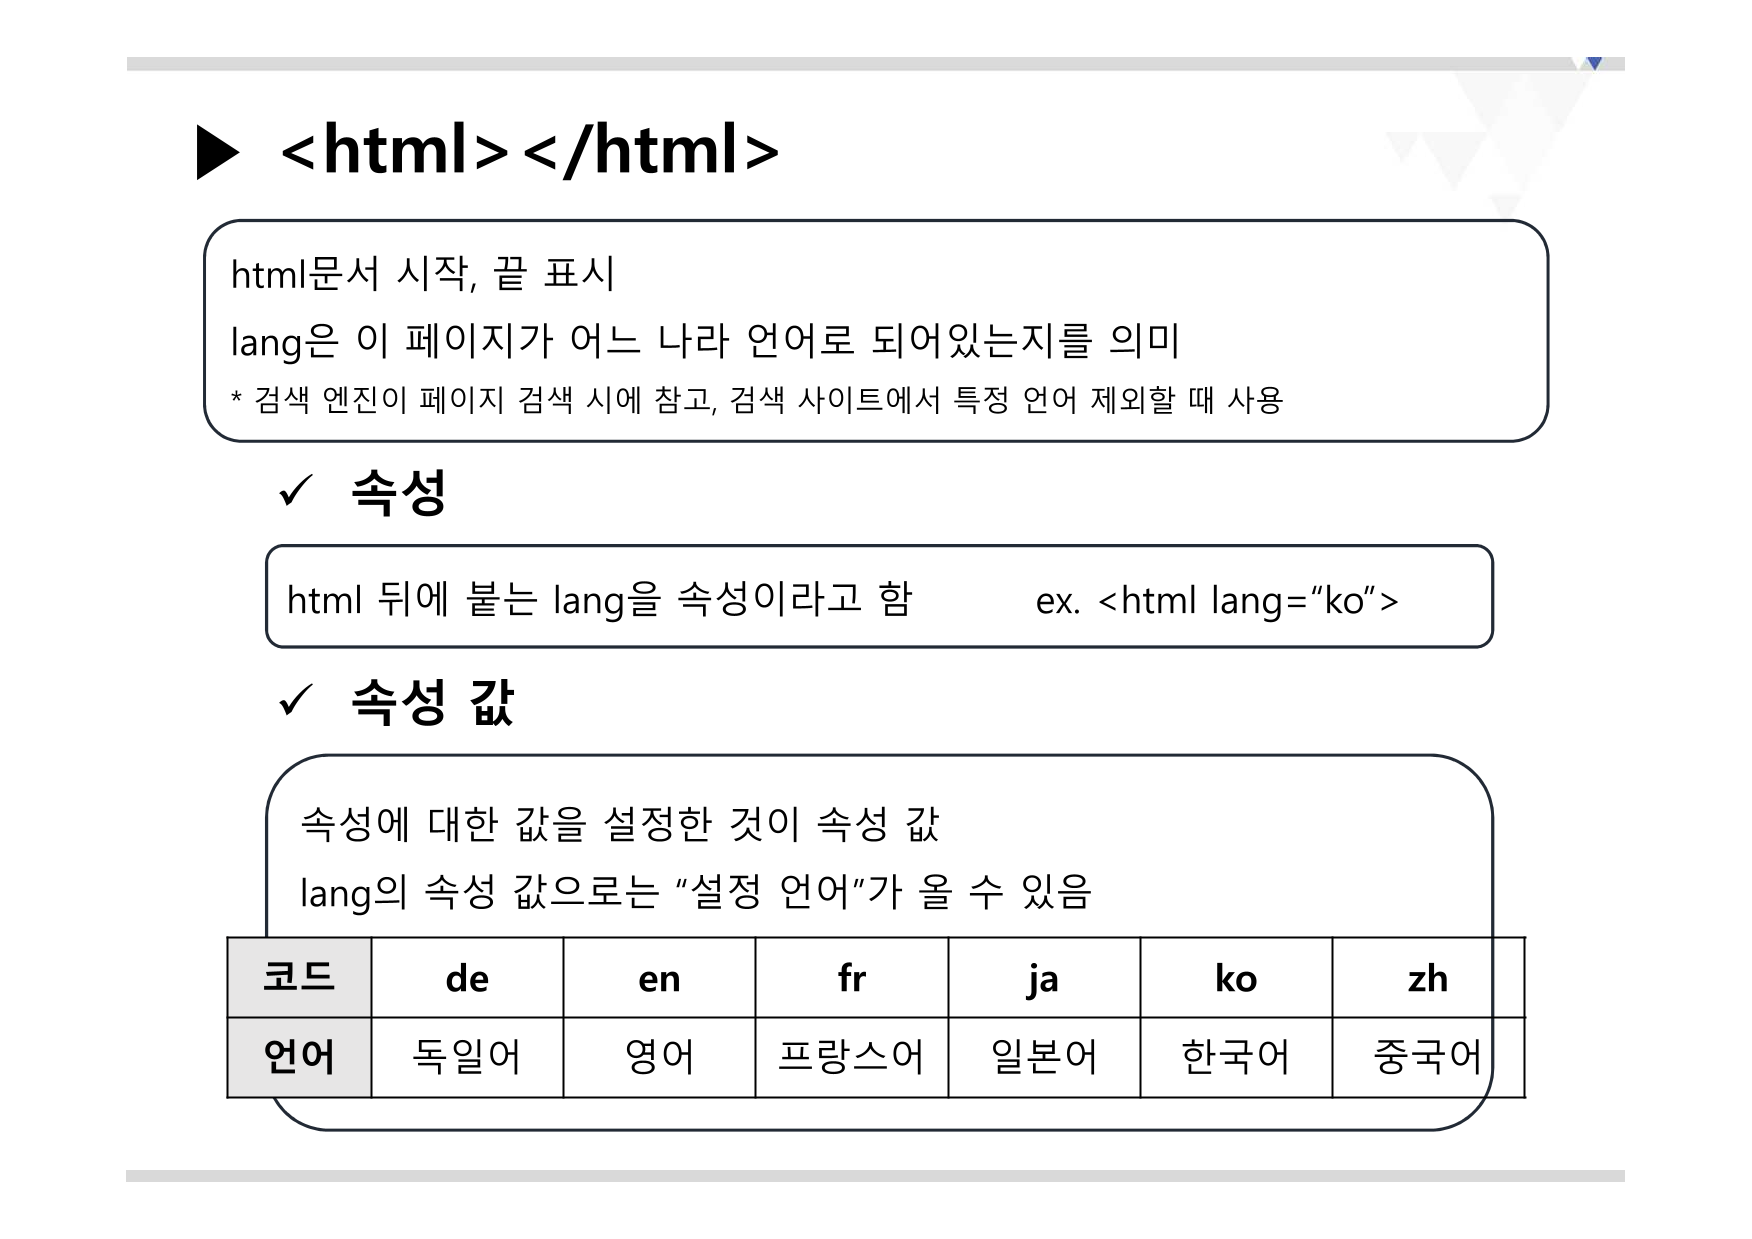 ▶ <html></html>
html문서 시작, 끝 표시
lang은 이 페이지가 어느 나라 언어로 되어있는지를 의미
* 검색 엔진이 페이지 검색 시에 참고, 검색 사이트에서 특정 언어 제외할 때 사용
✓ 속성
html 뒤에 붙는 lang을 속성이라고 함 ex. <html lang=“ko”>
✓ 속성 값
속성에 대한 값을 설정한 것이 속성 값
lang의 속성 값으로는 “설정 언어”가 올 수 있음
코드 de en fr ja ko zh
언어 독일어 영어 프랑스어 일본어 한국어 중국어